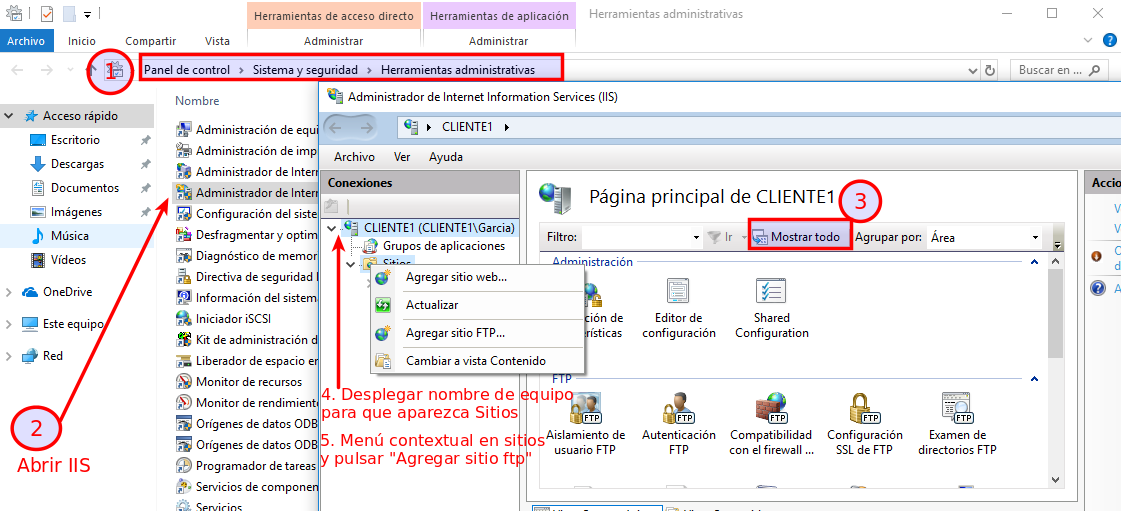 Herramientas de acceso directo
Herramientas de aplicación
Herramientas administrativas
Archivo
Inicio
Compartir
Vista
Administrar
Administrar
1
Panel de control
Sistema y seguridad
Herramientas administrativas
Buscar en ...
Acceso rápido
Escritorio
Descargas
Documentos
Imágenes
Música
Vídeos
OneDrive
Este equipo
Red
2
Abrir IIS
Nombre
Administración de equi
Administración de imp
Administrador de Inter
Administrador de Inter
Configuración del siste
Desfragmentar y optim
Diagnóstico de memor
Directiva de seguridad l
Información del sistema
Iniciador iSCSI
Kit de administración d
Liberador de espacio en
Monitor de recursos
Monitor de rendimiento
Orígenes de datos ODB
Orígenes de datos ODB
Programador de tareas
Servicios de componen
Servicios
Administrador de Internet Information Services (IIS)
CLIENTE1
Archivo
Ver
Ayuda
Conexiones
CLIENTE1 (CLIENTE1\Garcia)
Grupos de aplicaciones
Sitios
Agregar sitio web...
Actualizar
Agregar sitio FTP...
Cambiar a vista Contenido
4. Desplegar nombre de equipo
para que aparezca Sitios
5. Menú contextual en sitios
y pulsar "Agregar sitio ftp"
Página principal de CLIENTE1
3
Filtro:
Ir
Mostrar todo
Agrupar por:
Área
Administración
ción de
erísticas
Editor de
configuración
Shared
Configuration
FTP
FTP
FTP
FTP
FTP
FTP
Aislamiento de
usuario FTP
Autenticación
FTP
Compatibilidad
con el firewall ...
Configuración
SSL de FTP
Examen de
directorios FTP
Accio
V
V
O
d
A